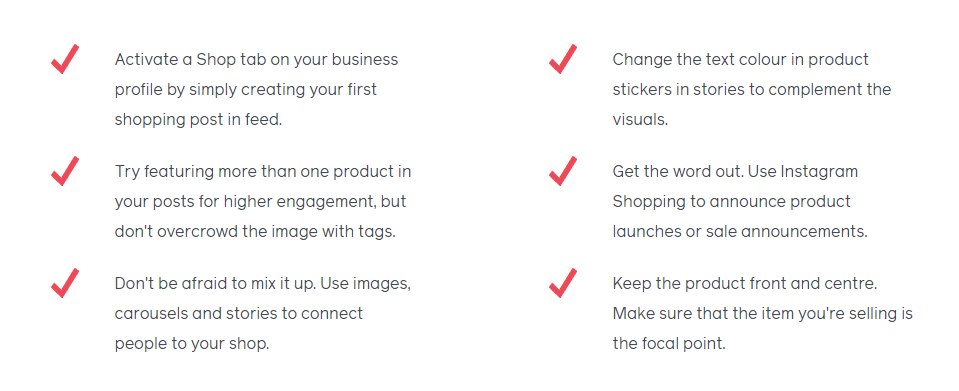 Activate a Shop tab on your business
profile by simply creating your first
shopping post in feed.
Try featuring more than one product in
your posts for higher engagement, but
don't overcrowd the image with tags.
Don't be afraid to mix it up. Use images,
carousels and stories to connect
people to your shop.
Change the text colour in product
stickers in stories to complement the
visuals.
Get the word out. Use Instagram
Shopping to announce product
launches or sale announcements.
Keep the product front and centre.
Make sure that the item you're selling is
the focal point.